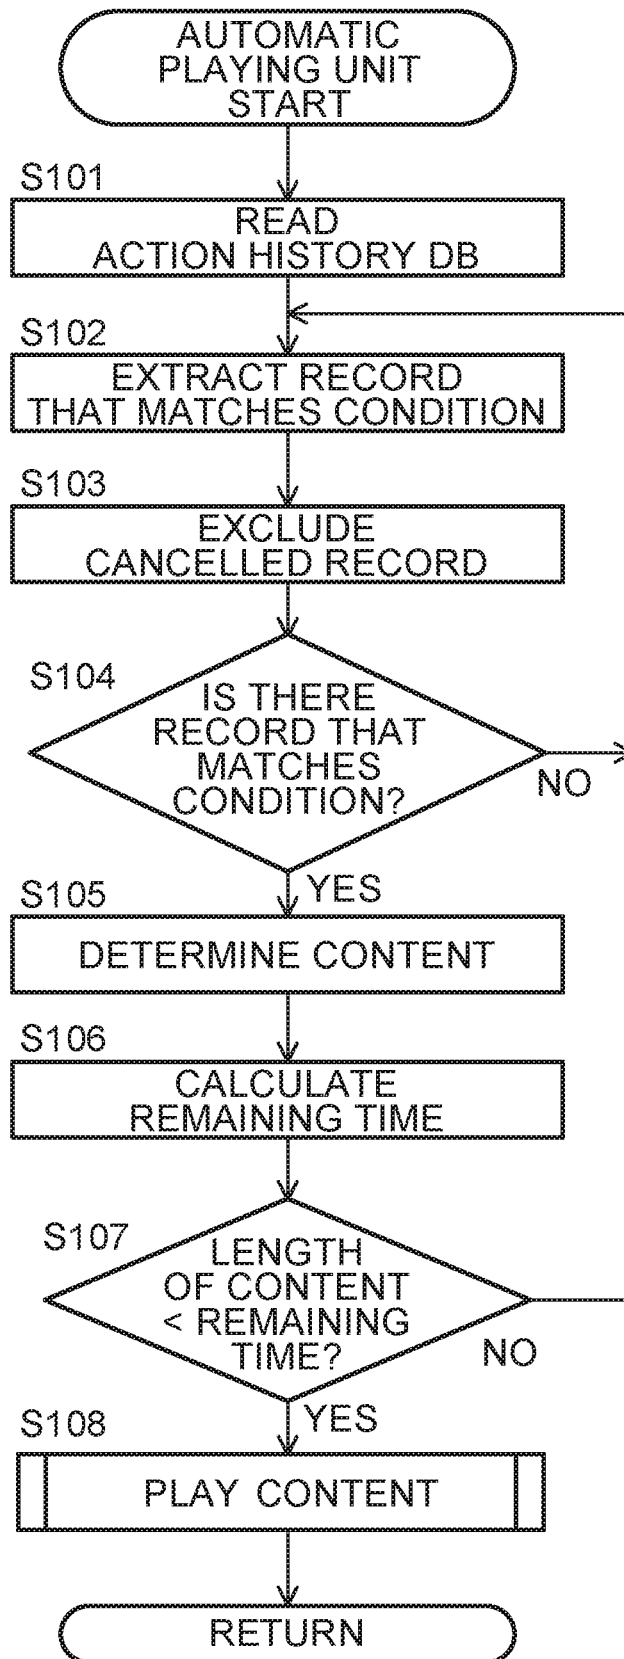 AUTOMATIC
PLAYING UNIT
START
S101
READ
ACTION HISTORY DB
S102
EXTRACT RECORD
THAT MATCHES CONDITION
S103
EXCLUDE
CANCELLED RECORD
S104
IS THERE
RECORD THAT
MATCHES
CONDITION?
NO
YES
S105
DETERMINE CONTENT
S106
CALCULATE
REMAINING TIME
S107
LENGTH
OF CONTENT
< REMAINING
TIME?
NO
YES
S108
PLAY CONTENT
RETURN